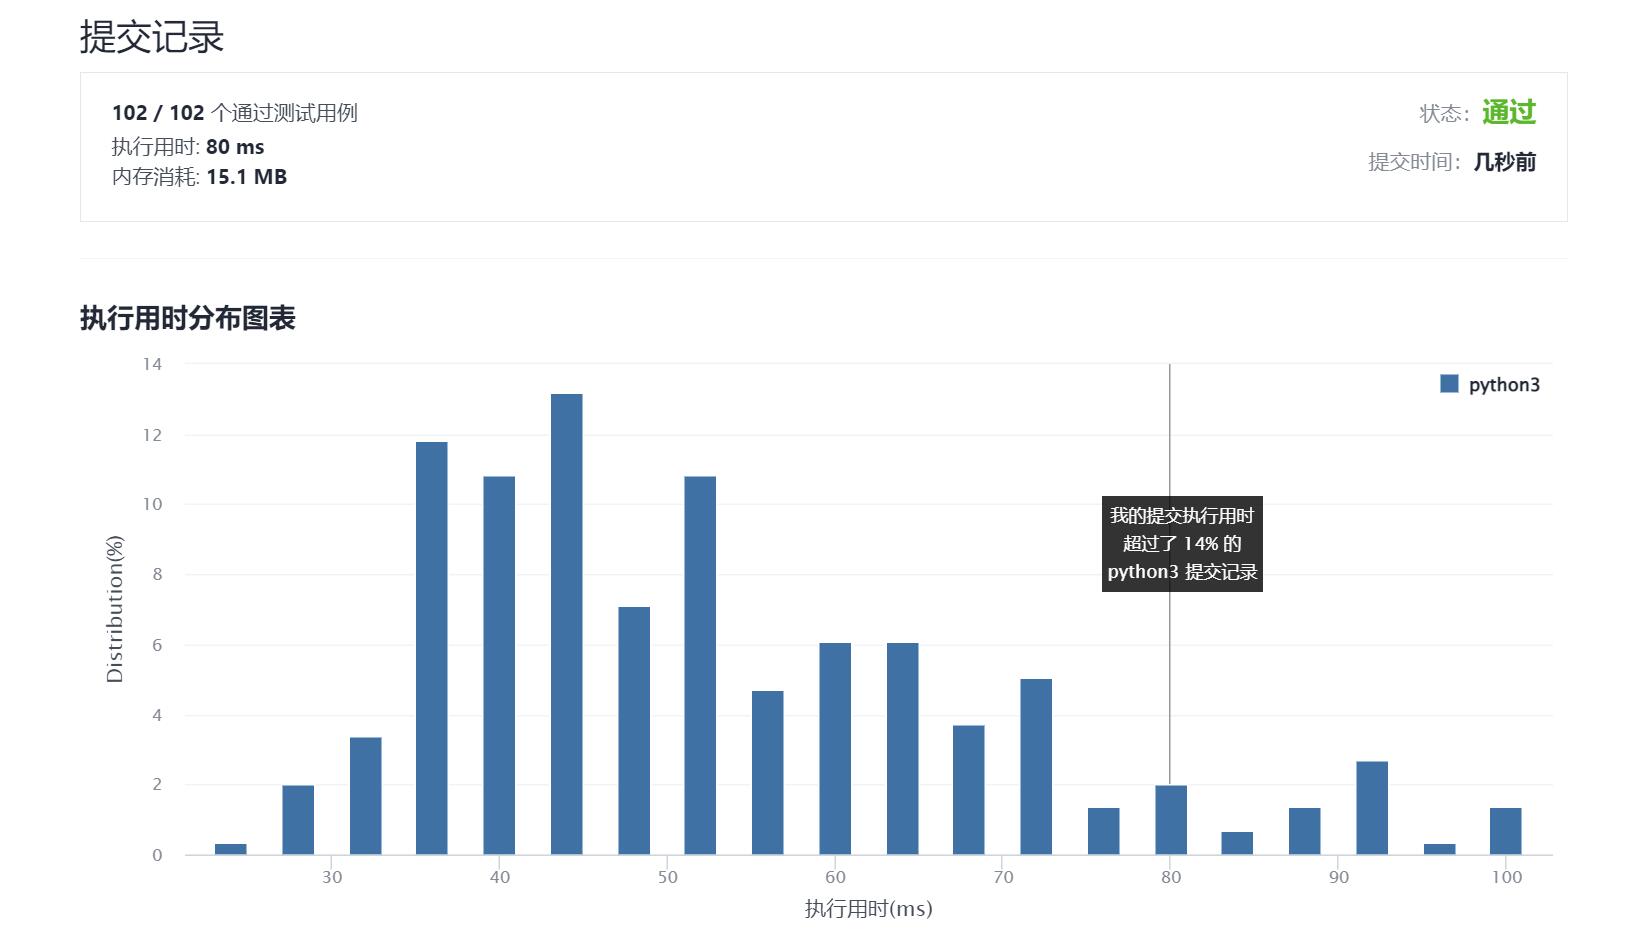 提交记录
102 / 102 个通过测试用例
状态：通过
执行用时: 80 ms
提交时间：几秒前
内存消耗: 15.1 MB
执行用时分布图表
14
12
10
8
6
4
2
0
Distribution(%)
python3
我的提交执行用时
超过了 14% 的
python3 提交记录
30 40 50 60 70 80 90 100
执行用时(ms)